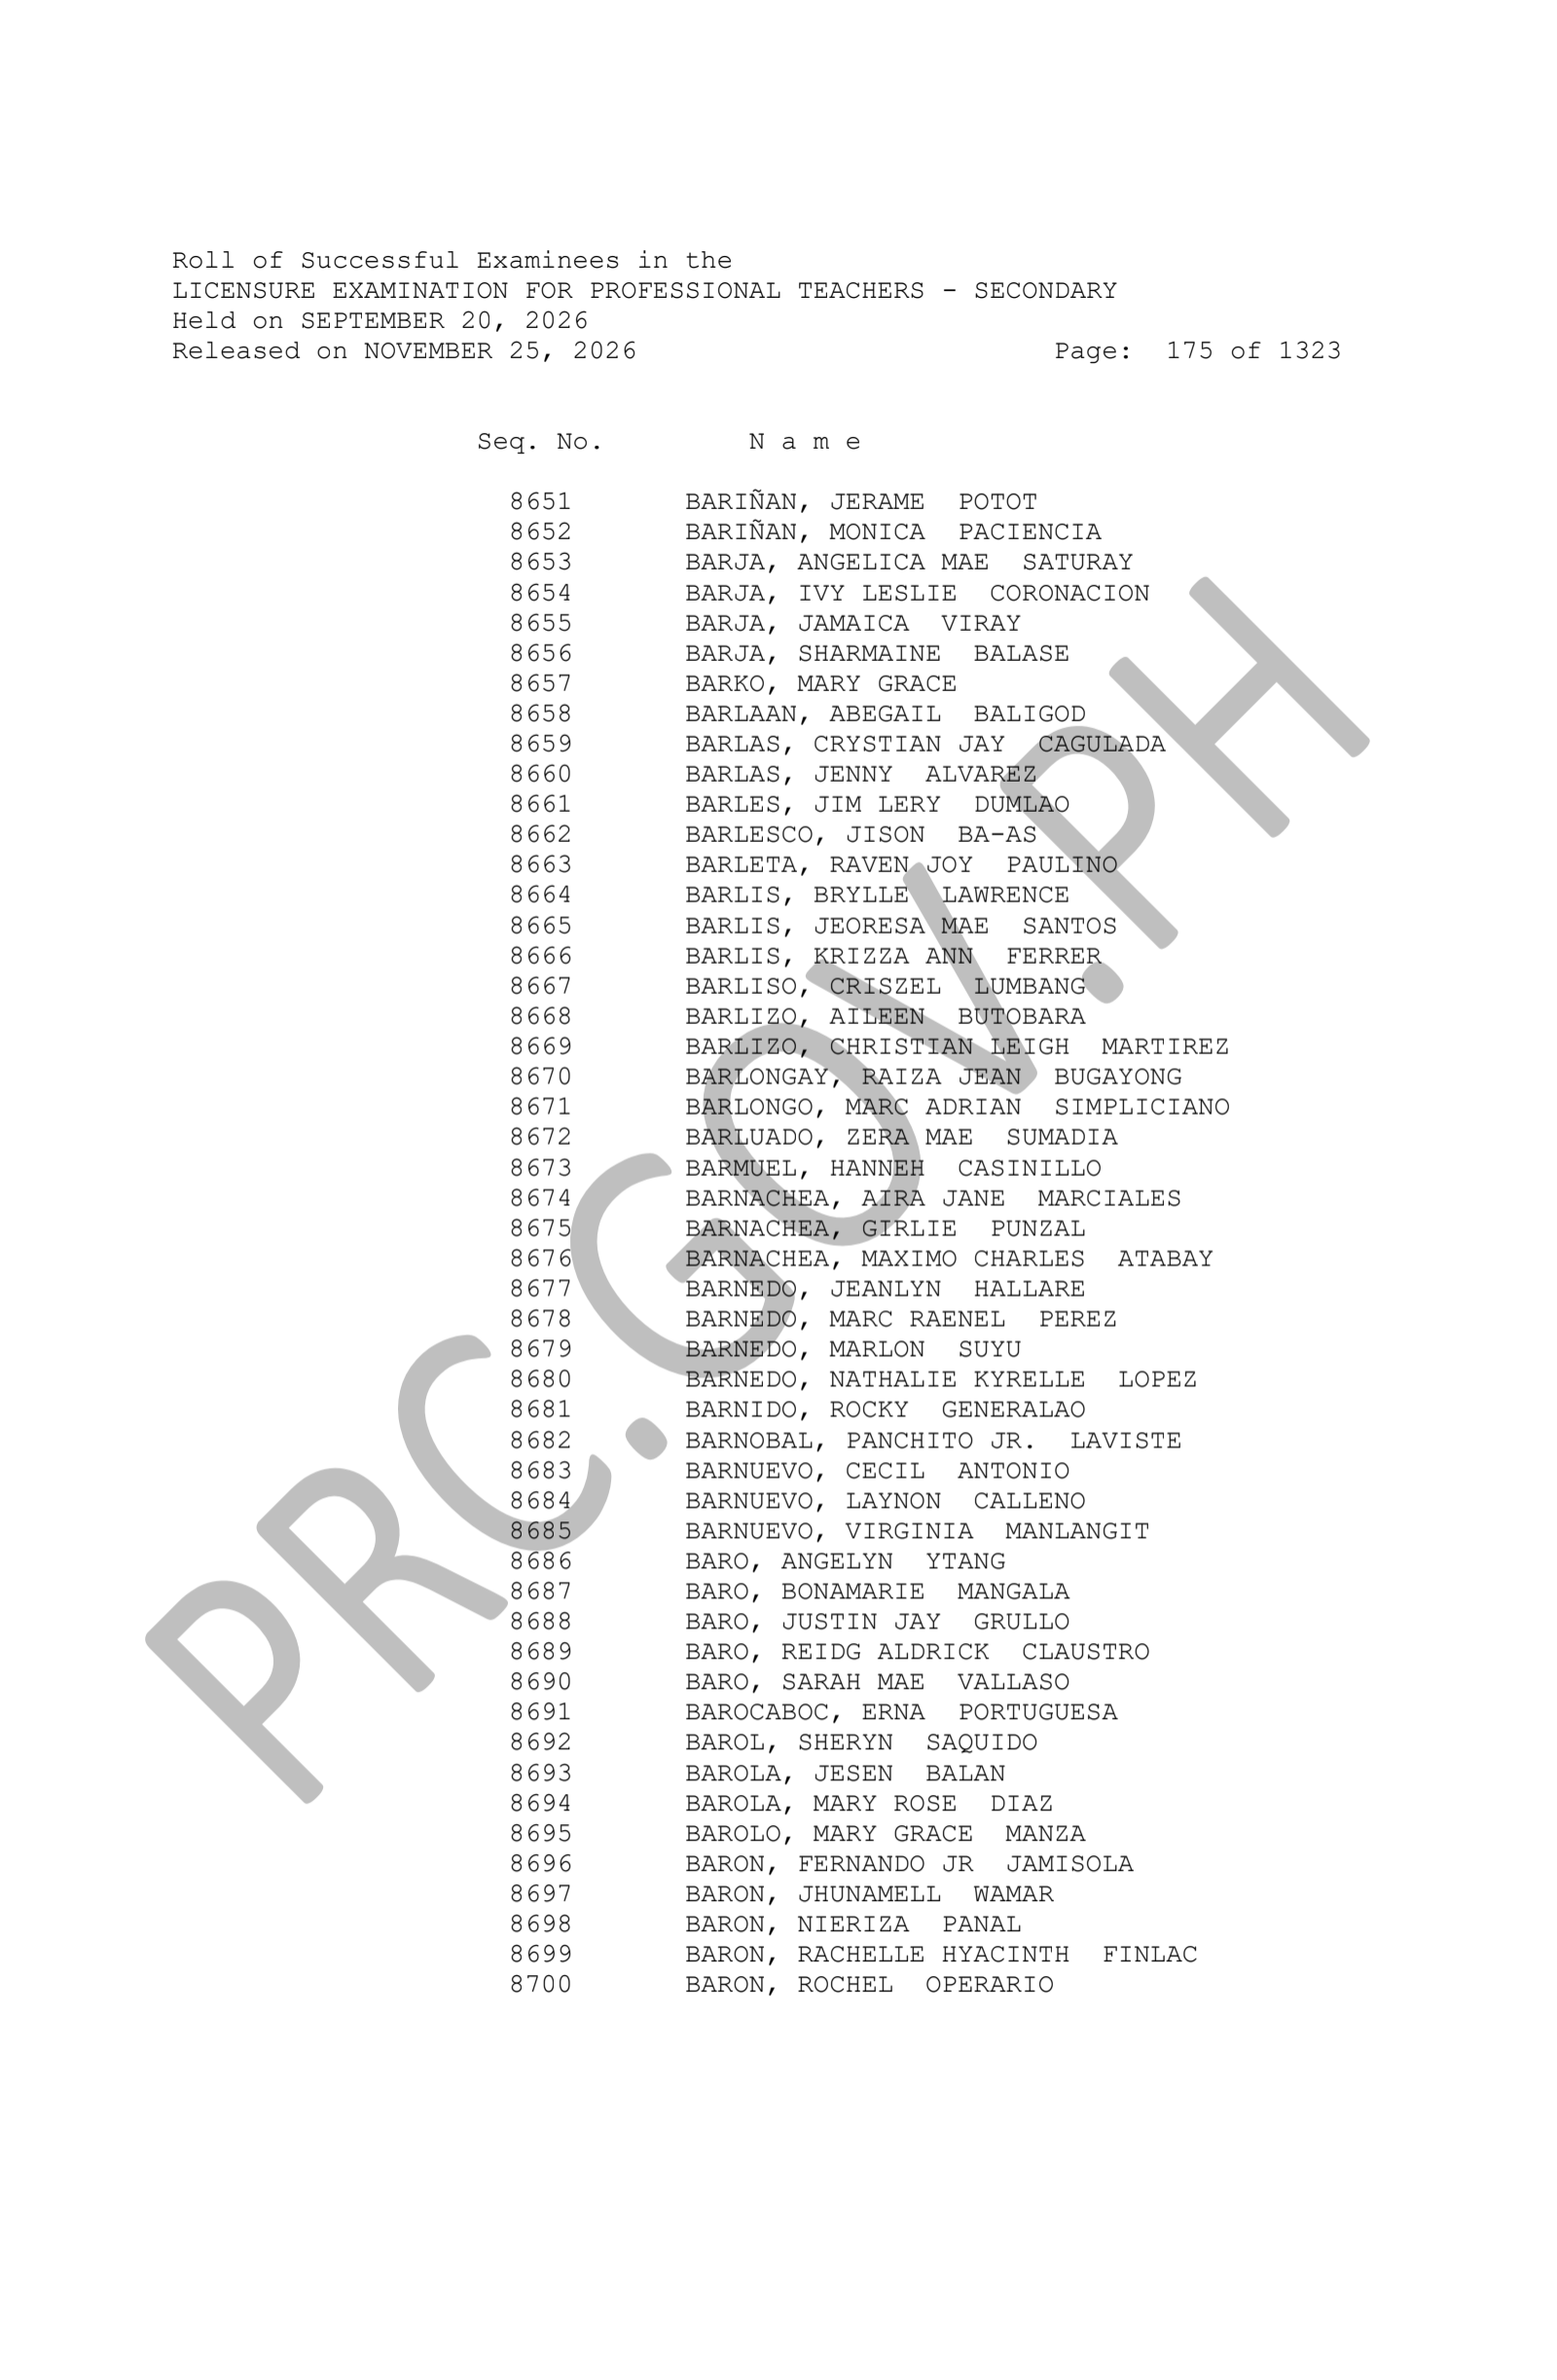 Roll of Successful Examinees in the
LICENSURE EXAMINATION FOR PROFESSIONAL TEACHERS - SECONDARY
Held on SEPTEMBER 20, 2026
Released on NOVEMBER 25, 2026 Page: 175 of 1323
Seq. No. N a m e
8651 BARIÑAN, JERAME POTOT
8652 BARIÑAN, MONICA PACIENCIA
8653 BARJA, ANGELICA MAE SATURAY
8654 BARJA, IVY LESLIE CORONACION
8655 BARJA, JAMAICA VIRAY
8656 BARJA, SHARMAINE BALASE
8657 BARKO, MARY GRACE
8658 BARLAAN, ABEGAIL BALIGOD
8659 BARLAS, CRYSTIAN JAY CAGULADA
8660 BARLAS, JENNY ALVAREZ
8661 BARLES, JIM LERY DUMLAO
8662 BARLESCO, JISON BA-AS
8663 BARLETA, RAVEN JOY PAULINO
8664 BARLIS, BRYLLE LAWRENCE
8665 BARLIS, JEORESA MAE SANTOS
8666 BARLIS, KRIZZA ANN FERRER
8667 BARLISO, CRISZEL LUMBANG
8668 BARLIZO, AILEEN BUTOBARA
8669 BARLIZO, CHRISTIAN LEIGH MARTIREZ
8670 BARLONGAY, RAIZA JEAN BUGAYONG
8671 BARLONGO, MARC ADRIAN SIMPLICIANO
8672 BARLUADO, ZERA MAE SUMADIA
8673 BARMUEL, HANNEH CASINILLO
8674 BARNACHEA, AIRA JANE MARCIALES
8675 BARNACHEA, GIRLIE PUNZAL
8676 BARNACHEA, MAXIMO CHARLES ATABAY
8677 BARNEDO, JEANLYN HALLARE
8678 BARNEDO, MARC RAENEL PEREZ
8679 BARNEDO, MARLON SUYU
8680 BARNEDO, NATHALIE KYRELLE LOPEZ
8681 BARNIDO, ROCKY GENERALAO
8682 BARNOBAL, PANCHITO JR. LAVISTE
8683 BARNUEVO, CECIL ANTONIO
8684 BARNUEVO, LAYNON CALLENO
8685 BARNUEVO, VIRGINIA MANLANGIT
8686 BARO, ANGELYN YTANG
8687 BARO, BONAMARIE MANGALA
8688 BARO, JUSTIN JAY GRULLO
8689 BARO, REIDG ALDRICK CLAUSTRO
8690 BARO, SARAH MAE VALLASO
8691 BAROCABOC, ERNA PORTUGUESA
8692 BAROL, SHERYN SAQUIDO
8693 BAROLA, JESEN BALAN
8694 BAROLA, MARY ROSE DIAZ
8695 BAROLO, MARY GRACE MANZA
8696 BARON, FERNANDO JR JAMISOLA
8697 BARON, JHUNAMELL WAMAR
8698 BARON, NIERIZA PANAL
8699 BARON, RACHELLE HYACINTH FINLAC
8700 BARON, ROCHEL OPERARIO
PRC.GOV.PH